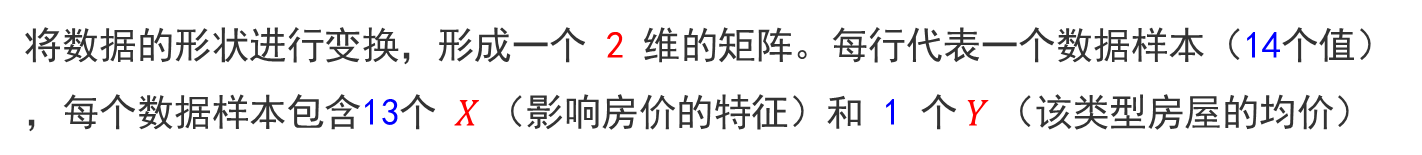 将数据的形状进行变换，形成一个 2 维的矩阵。每行代表一个数据样本（14个值）
，每个数据样本包含13个 X （影响房价的特征）和 1 个Y （该类型房屋的均价）